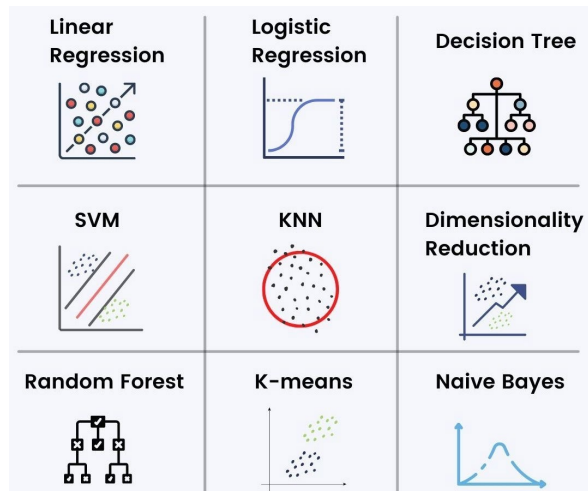 Linear
Regression
Logistic
Regression
Decision Tree
SVM
KNN
Dimensionality
Reduction
Random Forest
K-means
Naive Bayes